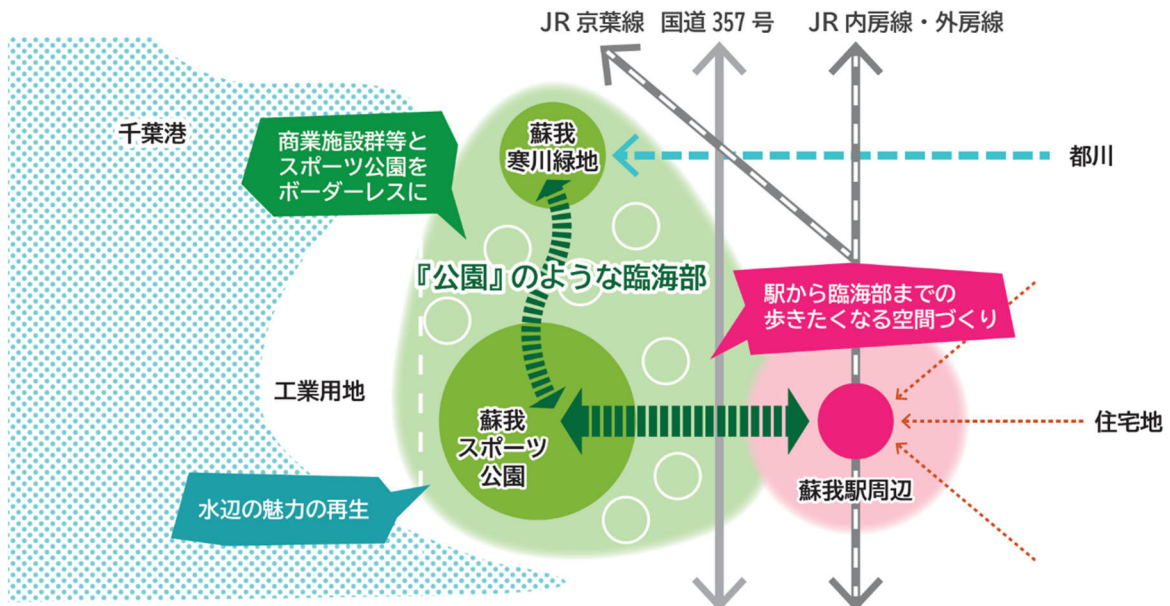 JR 京葉線
国道 357 号
JR 内房線・外房線
千葉港
商業施設群等と
スポーツ公園を
ボーダーレスに
蘇我
寒川緑地
都川
『公園』のような臨海部
駅から臨海部までの
歩きたくなる空間づくり
工業用地
蘇我
スポーツ
公園
住宅地
蘇我駅周辺
水辺の魅力の再生